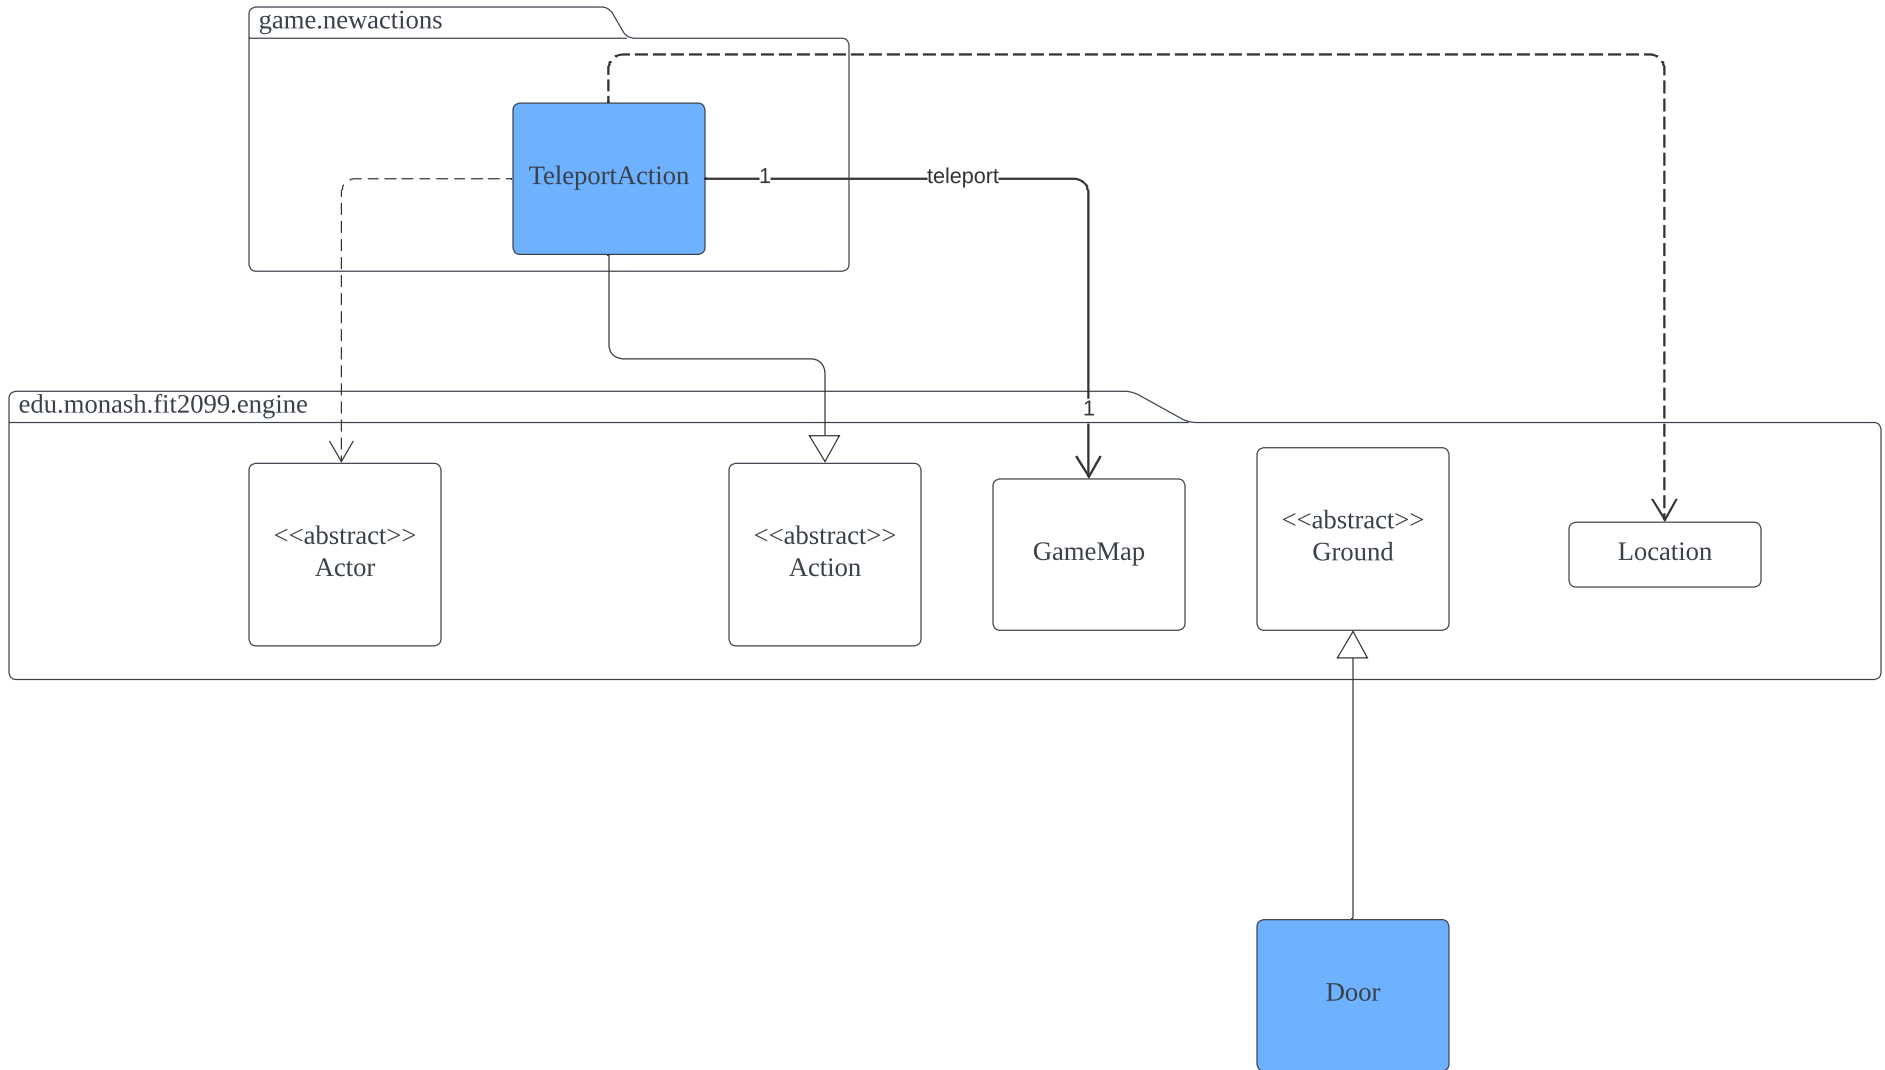 game.newactions
TeleportAction
1
teleport
edu.monash.fit2099.engine
1
<<abstract>>
Actor
<<abstract>>
Action
GameMap
<<abstract>>
Ground
Location
Door